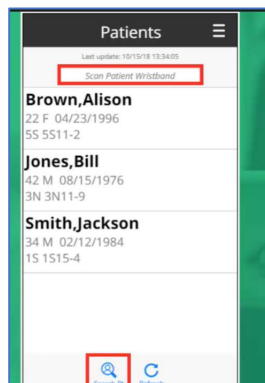 Patients
Last update: 10/15/18 13:34:05
Scan Patient Wristband
Brown,Alison
22 F 04/23/1996
5S 5S11-2
Jones,Bill
42 M 08/15/1976
3N 3N11-9
Smith,Jackson
34 M 02/12/1984
1S 1S15-4